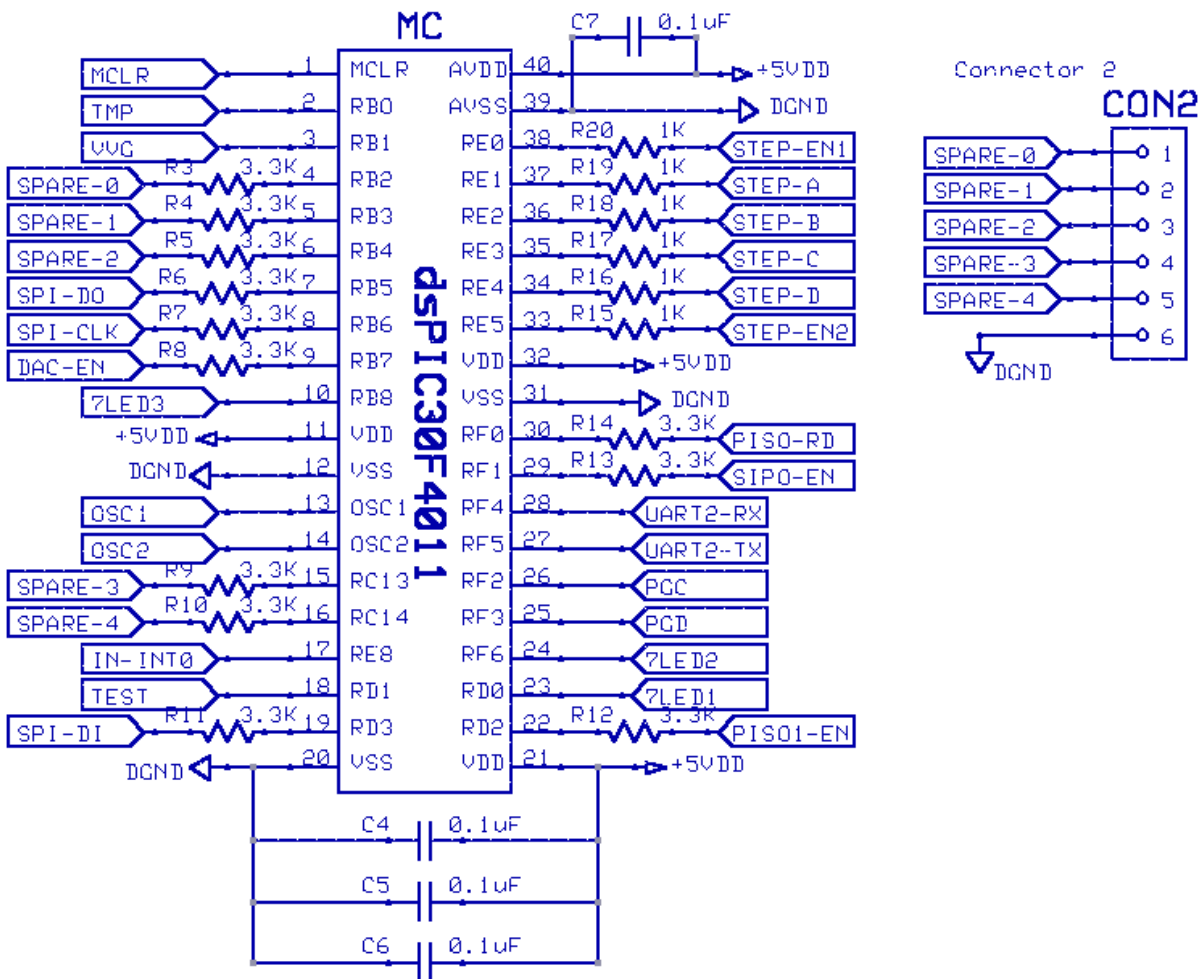 MC
C7 0.1uF
MCLR 1 MCLR AVDD 40 +5VDD
TMP 2 RB0 AVSS 39 DGND
VVG 3 RB1 RE0 38 R20 1K STEP-EN1
SPARE-0 R3 3.3K 4 RB2 RE1 37 R19 1K STEP-A
SPARE-1 R4 3.3K 5 RB3 RE2 36 R18 1K STEP-B
SPARE-2 R5 3.3K 6 RB4 RE3 35 R17 1K STEP-C
SPI-DO R6 3.3K 7 RB5 RE4 34 R16 1K STEP-D
SPI-CLK R7 3.3K 8 RB6 RE5 33 R15 1K STEP-EN2
DAC-EN R8 3.3K 9 RB7 VDD 32 +5VDD
7LED3 10 RB8 VSS 31 DGND
+5VDD 11 VDD RF0 30 R14 3.3K PISO-RD
DGND 12 VSS RF1 29 R13 3.3K SIPO-EN
OSC1 13 OSC1 RF4 28 UART2-RX
OSC2 14 OSC2 RF5 27 UART2-TX
SPARE-3 R9 3.3K 15 RC13 RF2 26 PGC
SPARE-4 R10 3.3K 16 RC14 RF3 25 PGD
IN-INT0 17 RE8 RF6 24 7LED2
TEST 18 RD1 RD0 23 7LED1
SPI-DI R11 3.3K 19 RD3 RD2 22 R12 3.3K PISO1-EN
DGND 20 VSS VDD 21 +5VDD
dsPIC30F4011
C4 0.1uF
C5 0.1uF
C6 0.1uF
Connector 2
CON2
SPARE-0 1
SPARE-1 2
SPARE-2 3
SPARE-3 4
SPARE-4 5
6
DGND